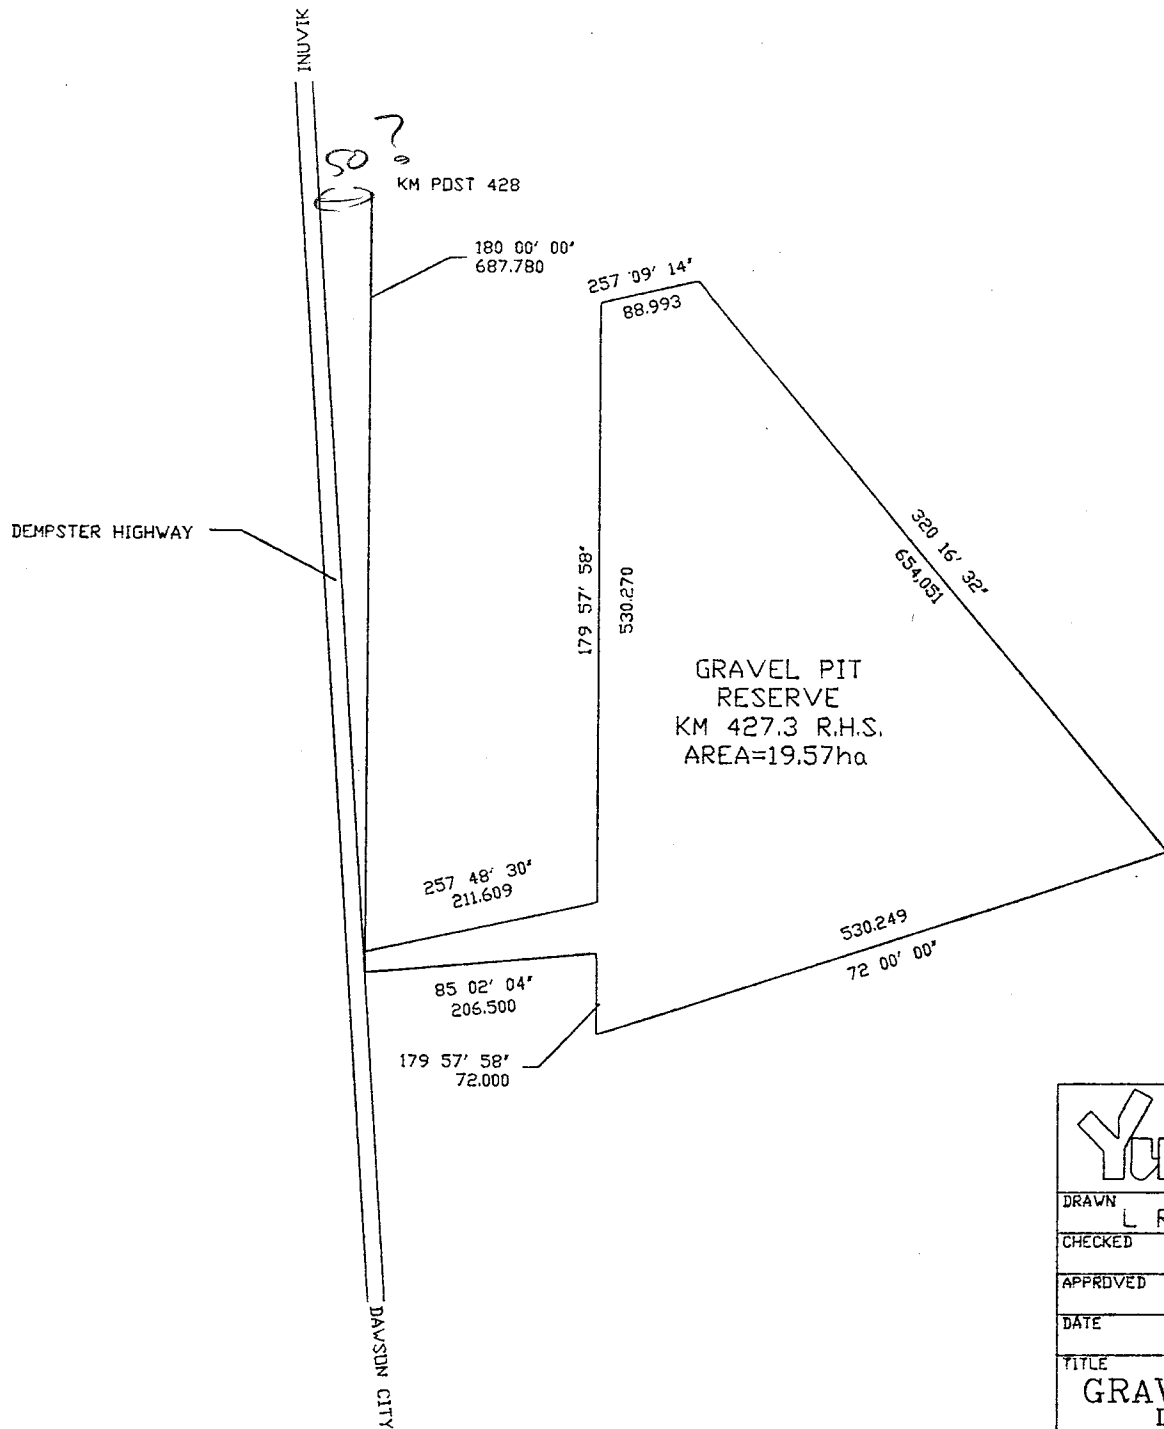 INUVIK
80 ?
KM POST 428
180 00' 00"
687.780
257 09' 14"
88.993
DEMPSTER HIGHWAY
320 16' 32"
654,051
179 57' 58"
530.270
GRAVEL PIT
RESERVE
KM 427.3 R.H.S.
AREA=19.57ha
257 48' 30"
211.609
530.249
72 00' 00"
85 02' 04"
206.500
179 57' 58"
72.000
DAWSON CITY
Yu
DRAWN
L R
CHECKED
APPROVED
DATE
TITLE
GRAV